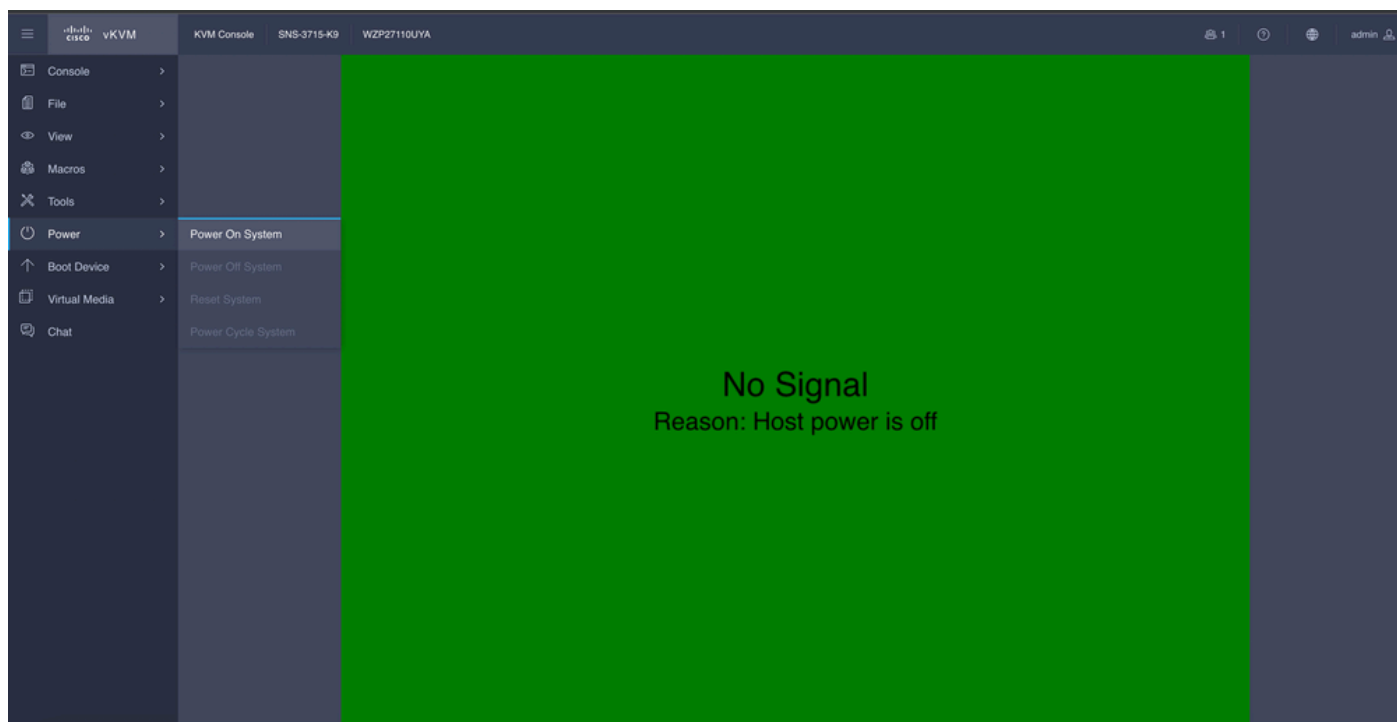 CISCO vKVM KVM Console SNS-3715-K9 WZP27110UYA 1 admin
Console
File
View
Macros
Tools
Power
Boot Device
Virtual Media
Chat
Power On System
Power Off System
Reset System
Power Cycle System
No Signal
Reason: Host power is off